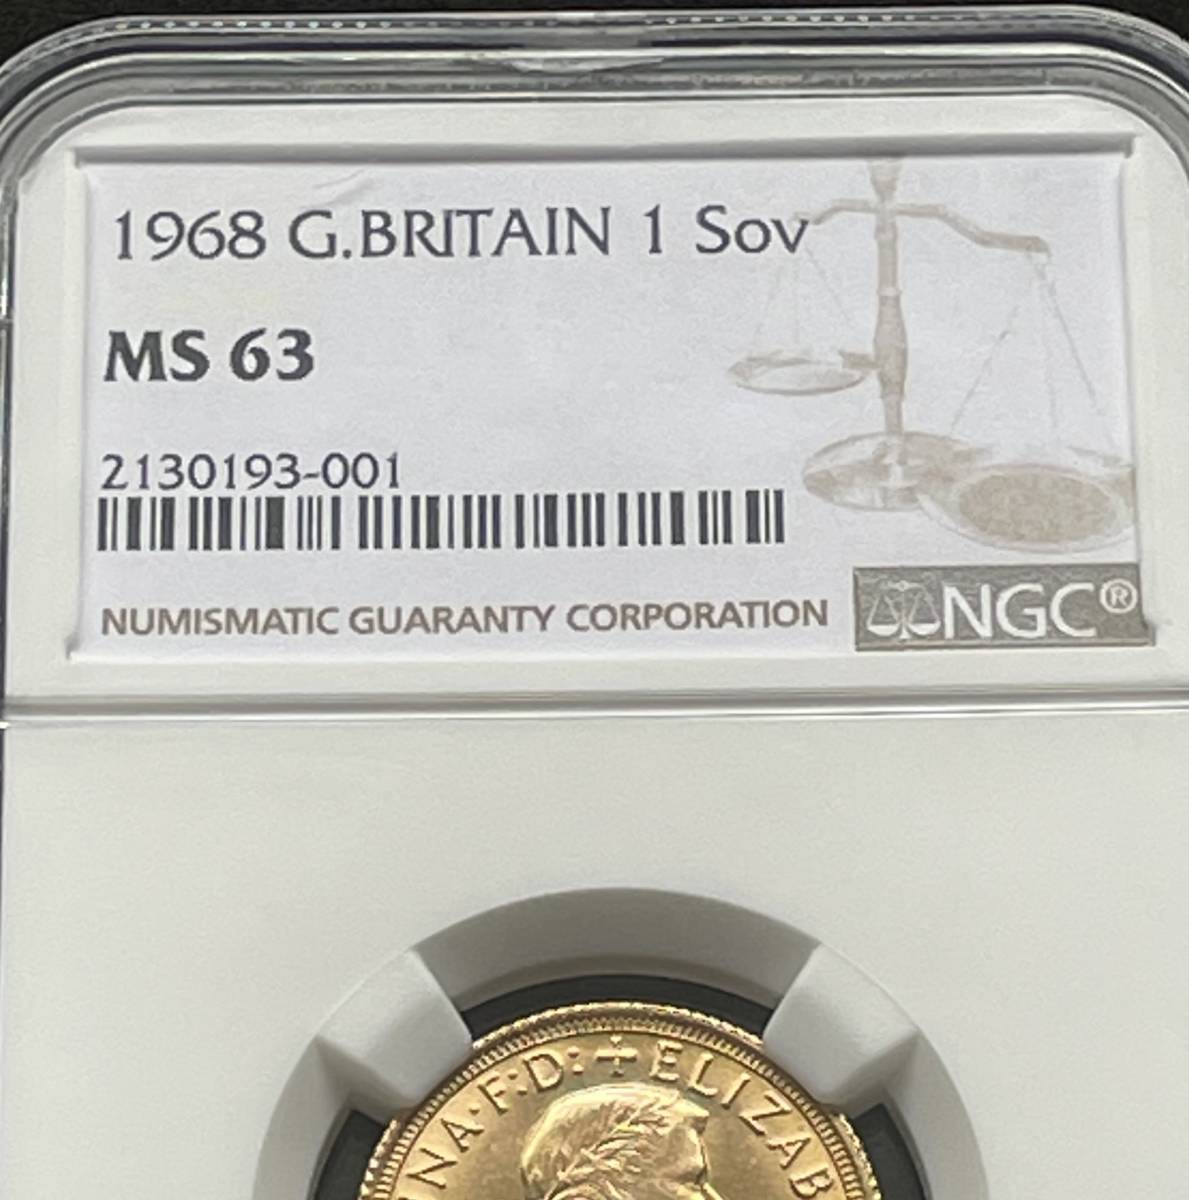 1968 G.BRITAIN 1 Sov
MS 63
2130193-001
NUMISMATIC GUARANTY CORPORATION NGC®
NA·F:D:+ELIZAB